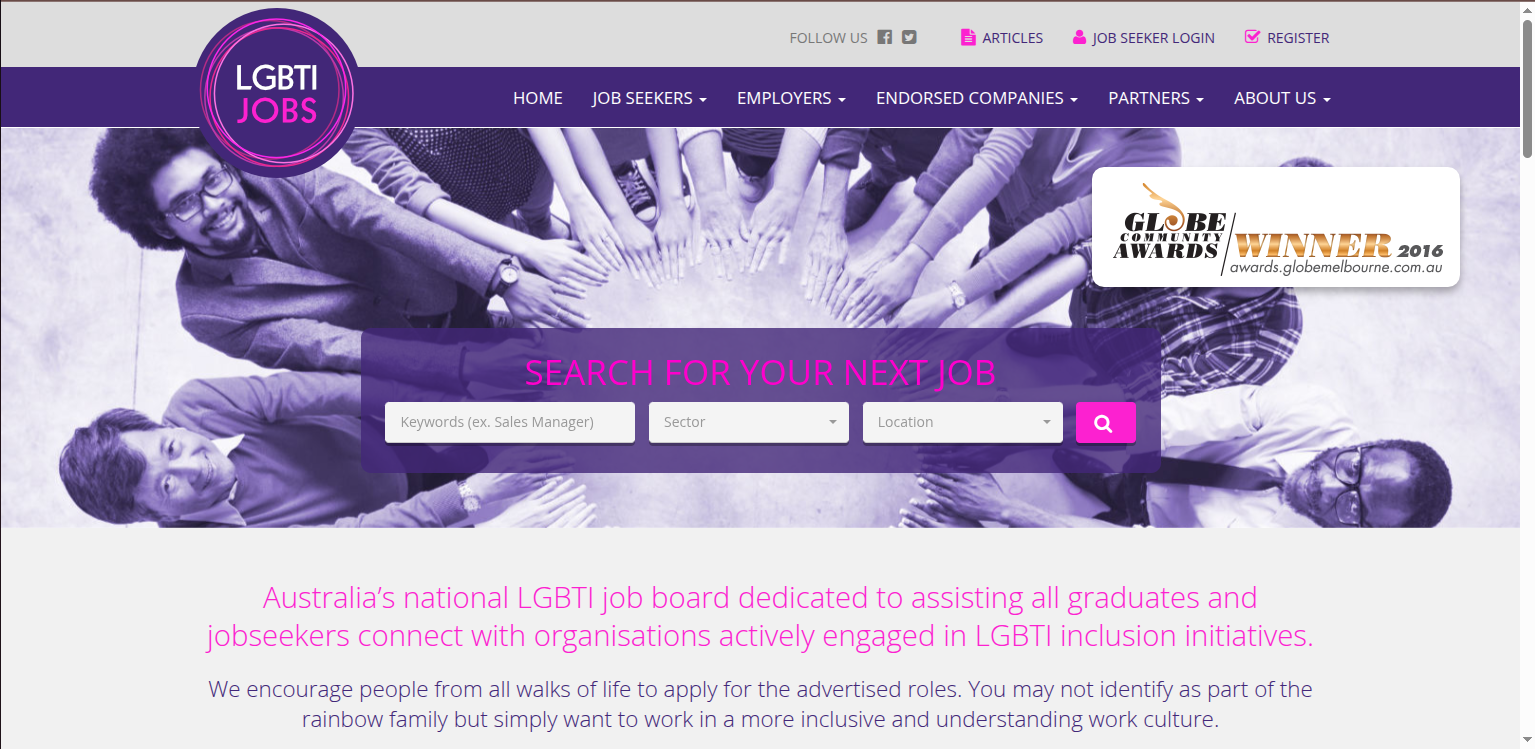 FOLLOW US
ARTICLES
JOB SEEKER LOGIN
REGISTER
LGBTI
JOBS
HOME
JOB SEEKERS
EMPLOYERS
ENDORSED COMPANIES
PARTNERS
ABOUT US
GLOBE
COMMUNITY
AWARDS
WINNER 2016
awards.globemelbourne.com.au
SEARCH FOR YOUR NEXT JOB
Keywords (ex. Sales Manager)
Sector
Location
Australia’s national LGBTI job board dedicated to assisting all graduates and
jobseekers connect with organisations actively engaged in LGBTI inclusion initiatives.
We encourage people from all walks of life to apply for the advertised roles. You may not identify as part of the
rainbow family but simply want to work in a more inclusive and understanding work culture.